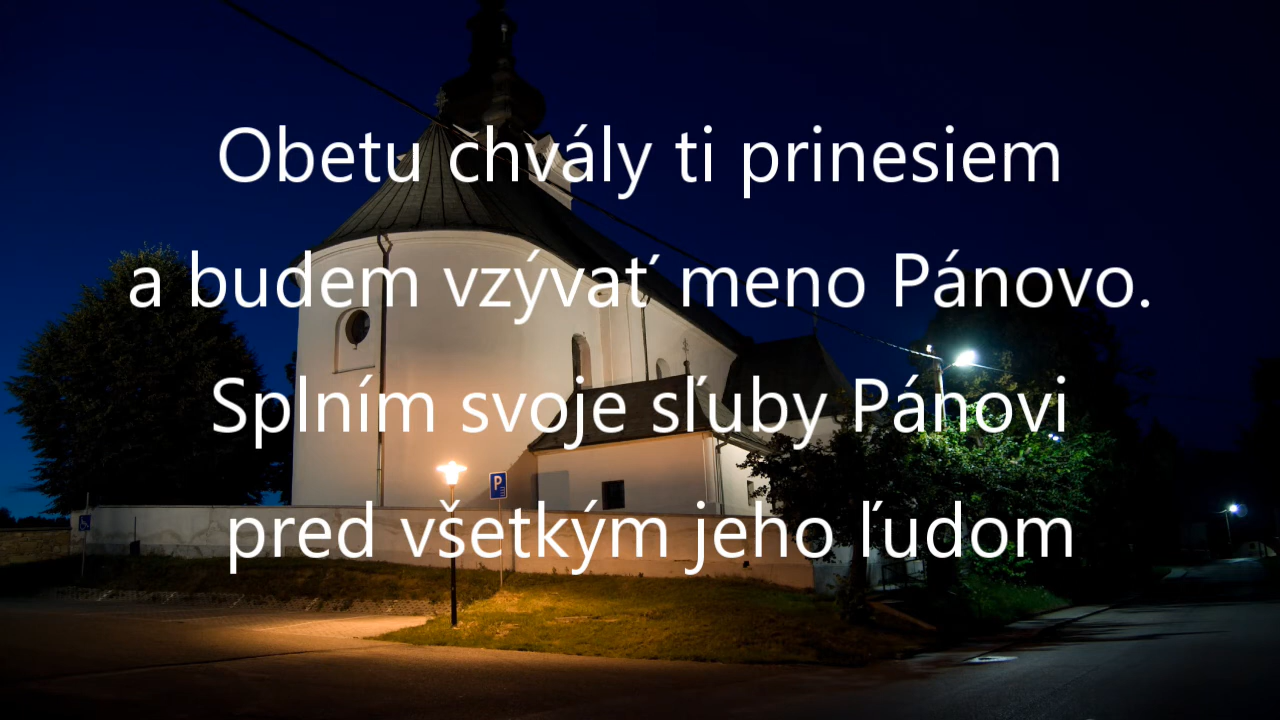 Obetu chvály ti prinesiem
a budem vzývať meno Pánovo.
Splním svoje sľuby Pánovi
pred všetkým jeho ľudom
P